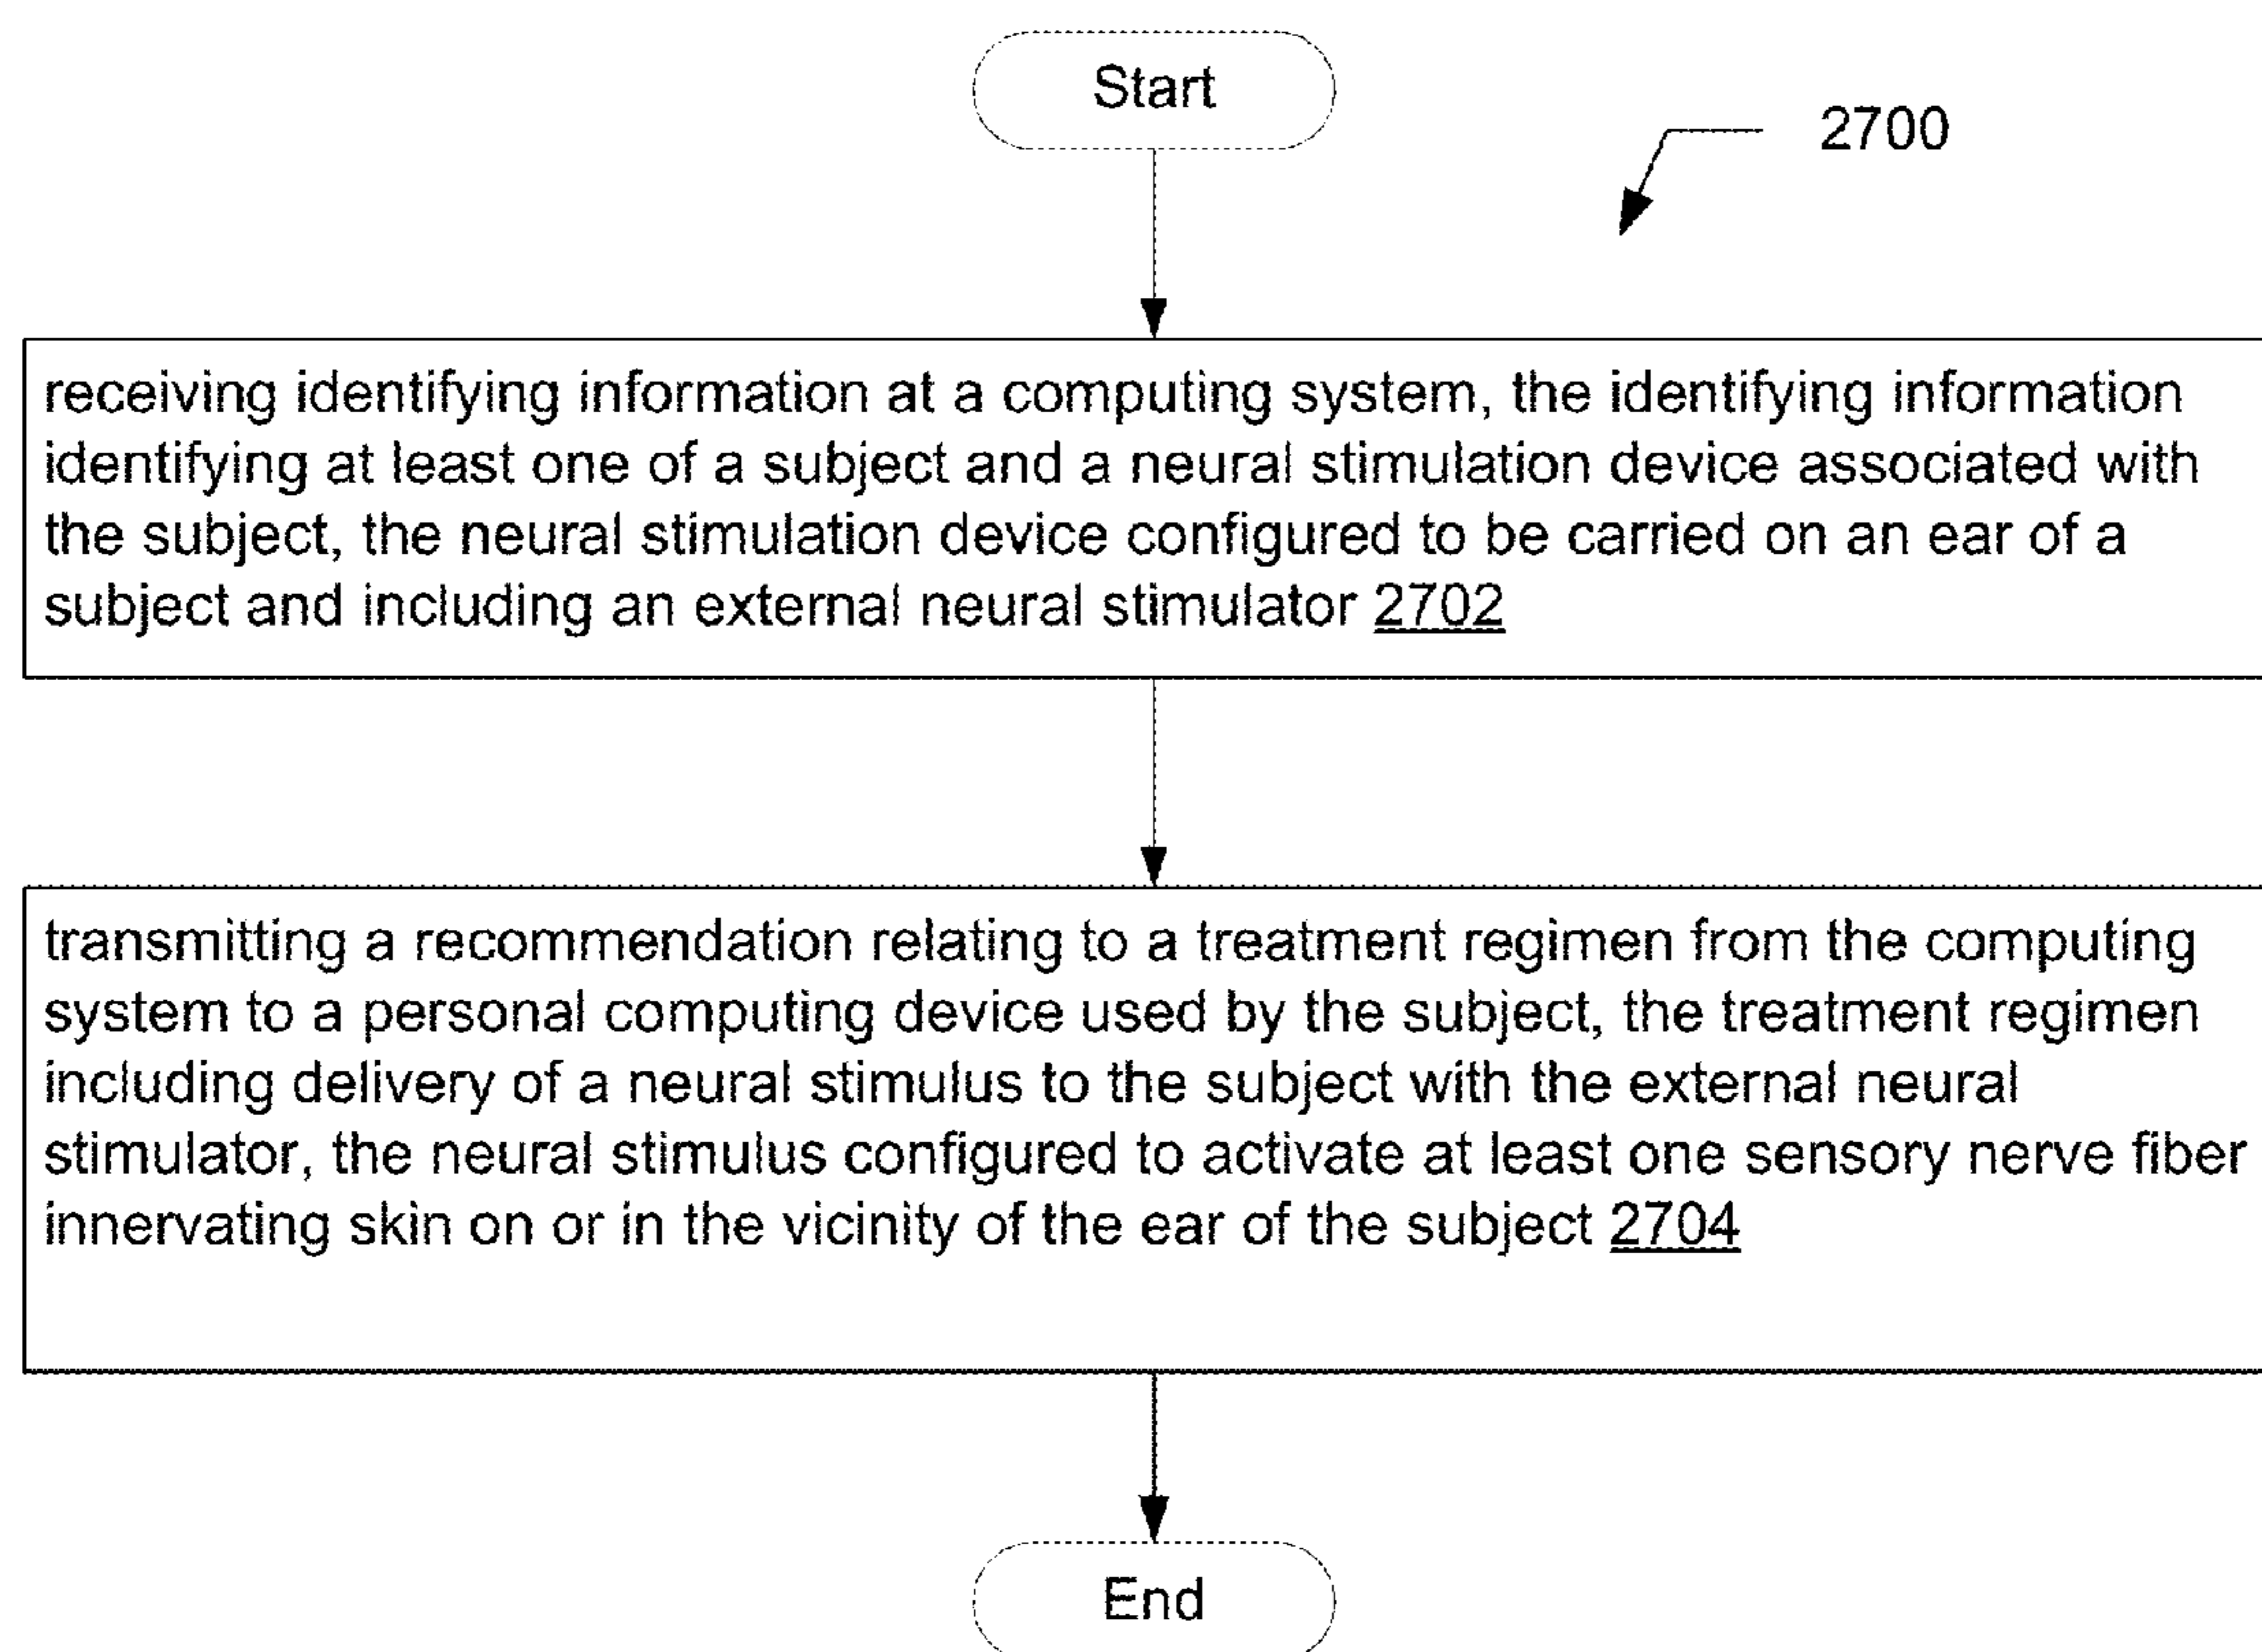 Start
2700
receiving identifying information at a computing system, the identifying information
identifying at least one of a subject and a neural stimulation device associated with
the subject, the neural stimulation device configured to be carried on an ear of a
subject and including an external neural stimulator 2702
transmitting a recommendation relating to a treatment regimen from the computing
system to a personal computing device used by the subject, the treatment regimen
including delivery of a neural stimulus to the subject with the external neural
stimulator, the neural stimulus configured to activate at least one sensory nerve fiber
innervating skin on or in the vicinity of the ear of the subject 2704
End